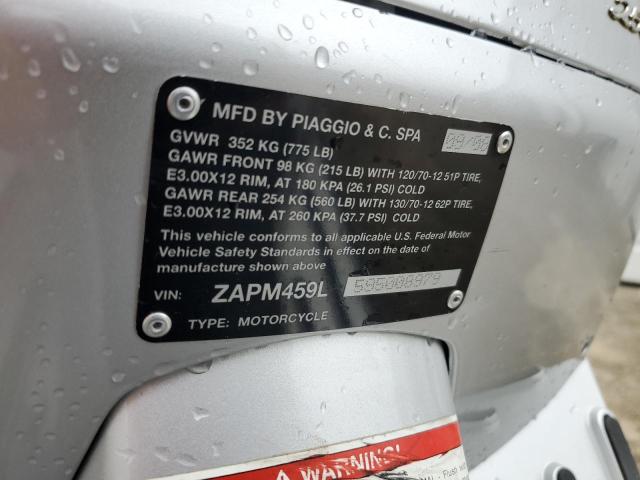 MFD BY PIAGGIO & C. SPA 09/08
GVWR 352 KG (775 LB)
GAWR FRONT 98 KG (215 LB) WITH 120/70-12 51P TIRE,
E3.00X12 RIM, AT 180 KPA (26.1 PSI) COLD
GAWR REAR 254 KG (560 LB) WITH 130/70-12 62P TIRE,
E3.00X12 RIM, AT 260 KPA (37.7 PSI) COLD
This vehicle conforms to all applicable U.S. Federal Motor
Vehicle Safety Standards in effect on the date of
manufacture shown above
VIN: ZAPM459L 595008979
TYPE: MOTORCYCLE
WARNING!
Flush